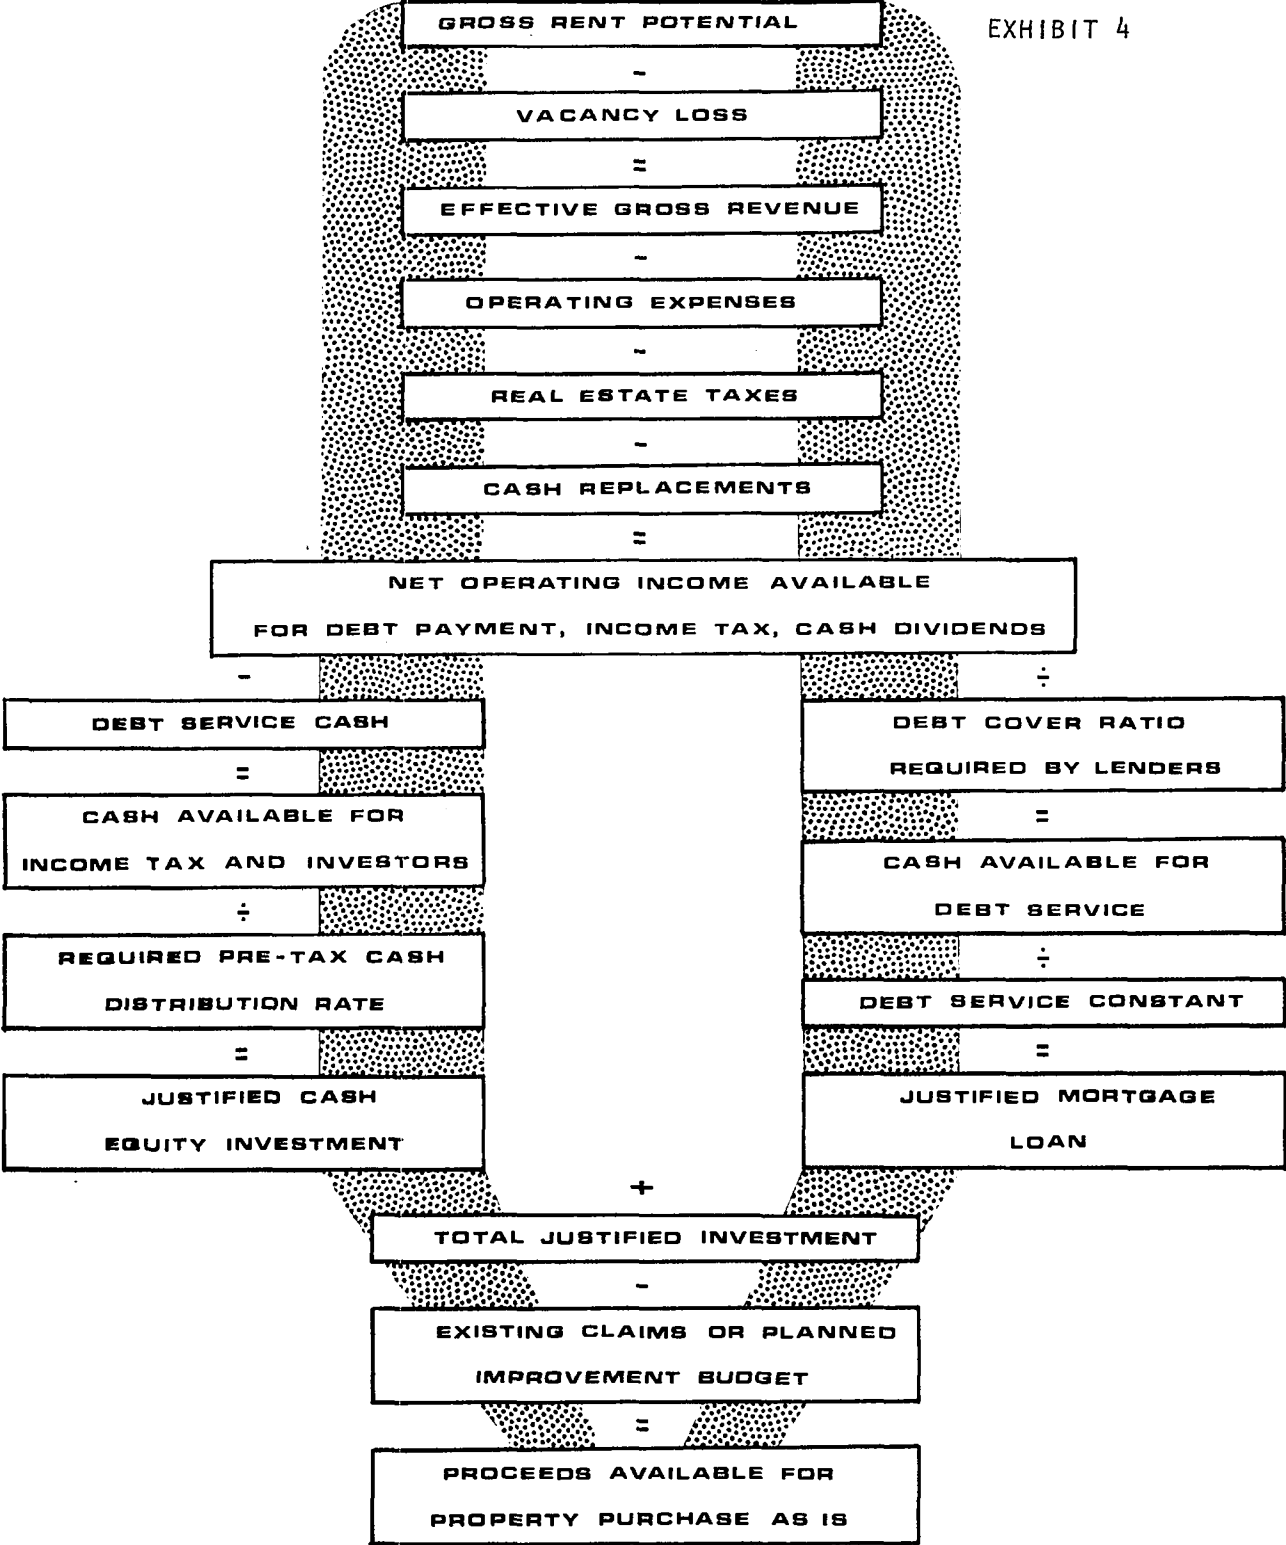 EXHIBIT 4
GROSS RENT POTENTIAL
-
VACANCY LOSS
=
EFFECTIVE GROSS REVENUE
-
OPERATING EXPENSES
-
REAL ESTATE TAXES
-
CASH REPLACEMENTS
=
NET OPERATING INCOME AVAILABLE
FOR DEBT PAYMENT, INCOME TAX, CASH DIVIDENDS
-
DEBT SERVICE CASH
=
CASH AVAILABLE FOR
INCOME TAX AND INVESTORS
÷
REQUIRED PRE-TAX CASH
DISTRIBUTION RATE
=
JUSTIFIED CASH
EQUITY INVESTMENT
÷
DEBT COVER RATIO
REQUIRED BY LENDERS
=
CASH AVAILABLE FOR
DEBT SERVICE
÷
DEBT SERVICE CONSTANT
=
JUSTIFIED MORTGAGE
LOAN
+
TOTAL JUSTIFIED INVESTMENT
-
EXISTING CLAIMS OR PLANNED
IMPROVEMENT BUDGET
=
PROCEEDS AVAILABLE FOR
PROPERTY PURCHASE AS IS